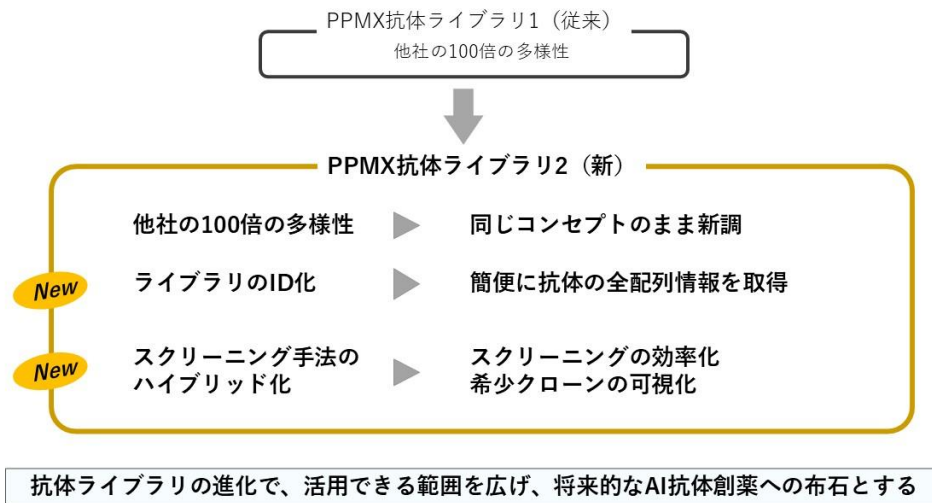 PPMX抗体ライブラリ1（従来）
他社の100倍の多様性
PPMX抗体ライブラリ2（新）
他社の100倍の多様性
同じコンセプトのまま新調
New
ライブラリのID化
簡便に抗体の全配列情報を取得
New
スクリーニング手法の
ハイブリッド化
スクリーニングの効率化
希少クローンの可視化
抗体ライブラリの進化で、活用できる範囲を広げ、将来的なAI抗体創薬への布石とする